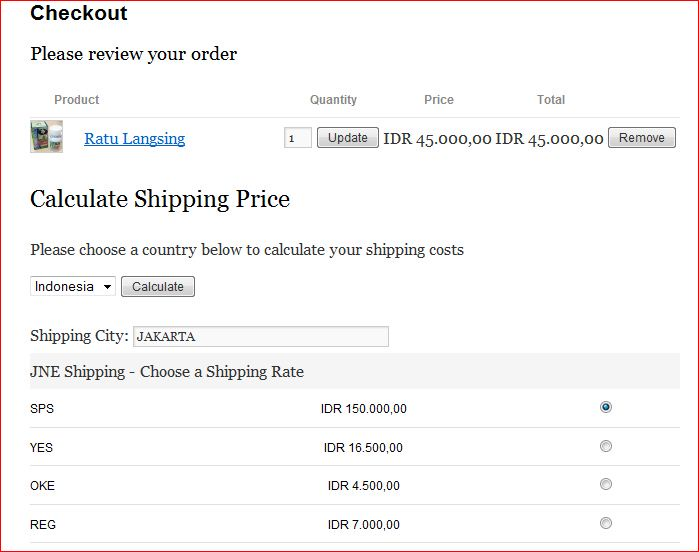 Checkout
Please review your order
Product Quantity Price Total
Ratu Langsing 1 Update IDR 45.000,00 IDR 45.000,00 Remove
Calculate Shipping Price
Please choose a country below to calculate your shipping costs
Indonesia Calculate
Shipping City: JAKARTA
JNE Shipping - Choose a Shipping Rate
SPS IDR 150.000,00
YES IDR 16.500,00
OKE IDR 4.500,00
REG IDR 7.000,00